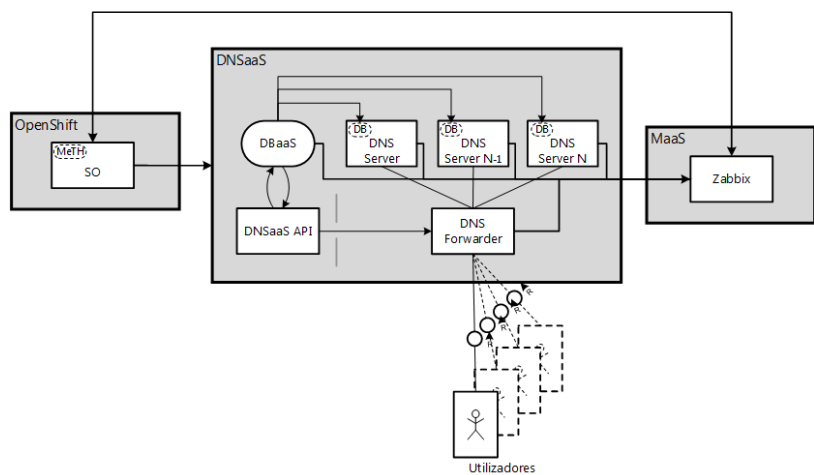 DNSaaS
OpenShift
MeTH
SO
DBaaS
DB
DNS
Server
DB
DNS
Server N-1
DB
DNS
Server N
MaaS
Zabbix
DNSaaS API
DNS
Forwarder
R
R
R
R
Utilizadores